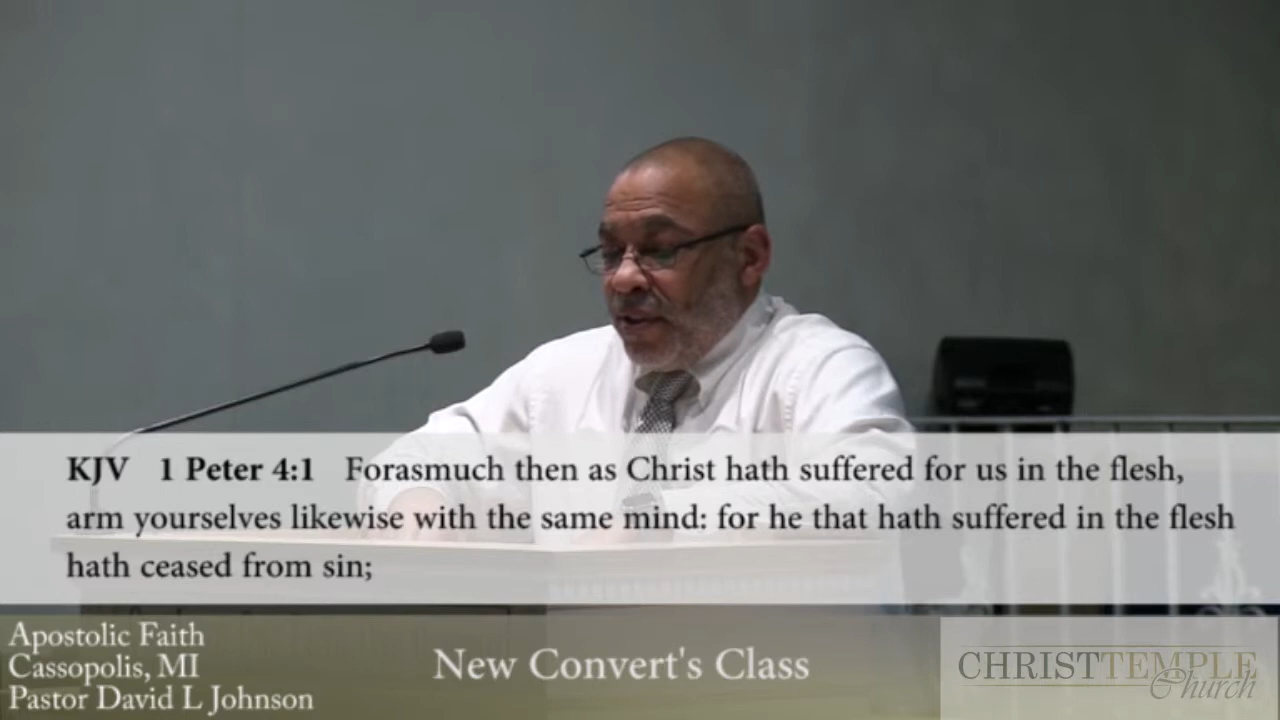 KJV 1 Peter 4:1 Forasmuch then as Christ hath suffered for us in the flesh,
arm yourselves likewise with the same mind: for he that hath suffered in the flesh
hath ceased from sin;
Apostolic Faith
Cassopolis, MI
Pastor David L Johnson
New Convert's Class
CHRISTTEMPLE
Church